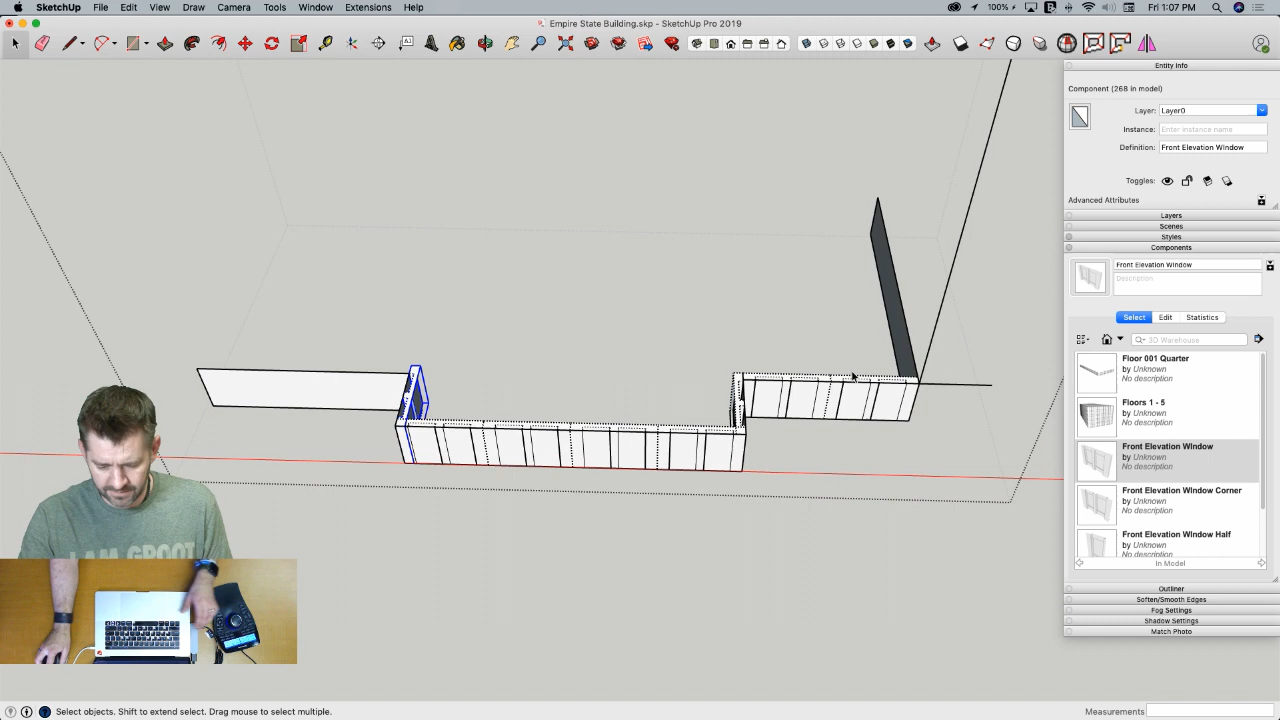 SketchUp File Edit View Draw Camera Tools Window Extensions Help
100% Fri 1:07 PM
Empire State Building.skp - SketchUp Pro 2019
Entity Info
Component (268 in model)
Layer: Layer0
Instance: Enter instance name
Definition: Front Elevation WIndow
Toggles:
Advanced Attributes
Layers
Scenes
Styles
Components
Front Elevation WIndow
Description
Select Edit Statistics
3D Warehouse
Floor 001 Quarter
by Unknown
No description
Floors 1 - 5
by Unknown
No description
Front Elevation WIndow
by Unknown
No description
Front Elevation WIndow Corner
by Unknown
No description
Front Elevation WIndow Half
by Unknown
No description
In Model
Outliner
Soften/Smooth Edges
Fog Settings
Shadow Settings
Match Photo
I AM GROOT
Select objects. Shift to extend select. Drag mouse to select multiple.
Measurements